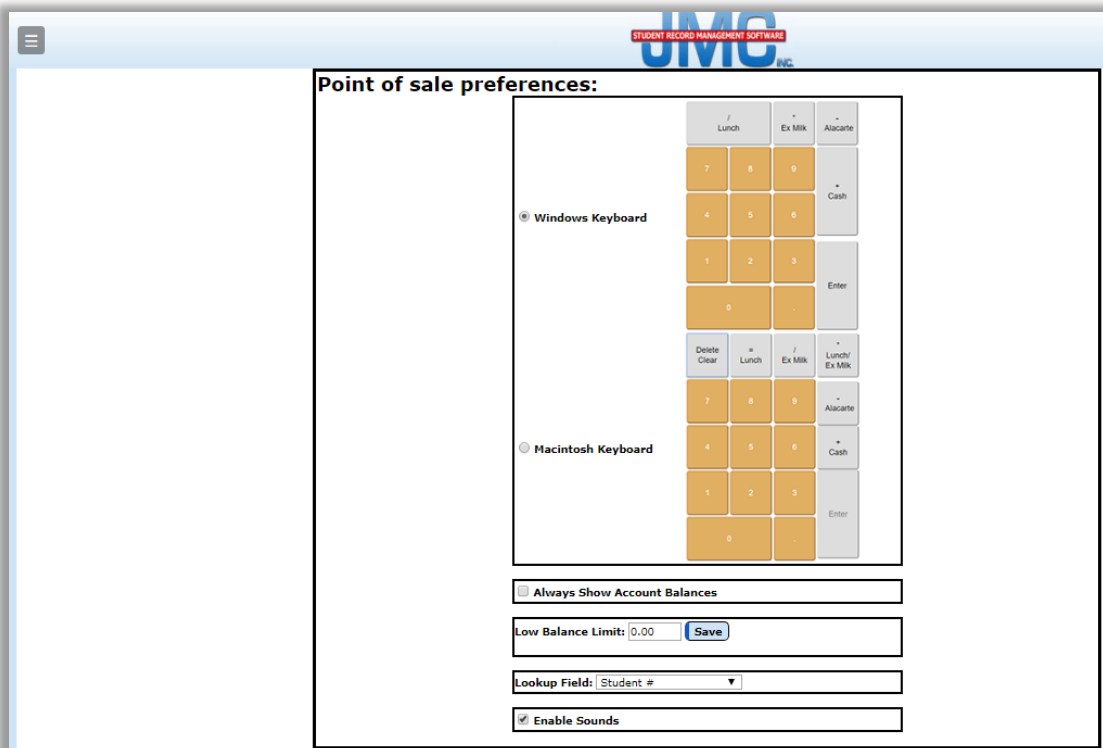 STUDENT RECORD MANAGEMENT SOFTWARE
JMC
INC.
Point of sale preferences:
/ * -
Lunch Ex Milk Alacarte
7 8 9
+
Cash
Windows Keyboard
4 5 6
1 2 3
Enter
0 .
Delete = / *
Clear Lunch Ex Milk Lunch/
Ex Milk
7 8 9 -
Alacarte
Macintosh Keyboard
4 5 6 +
Cash
1 2 3
Enter
0 .
Always Show Account Balances
Low Balance Limit: 0.00 Save
Lookup Field: Student #
Enable Sounds